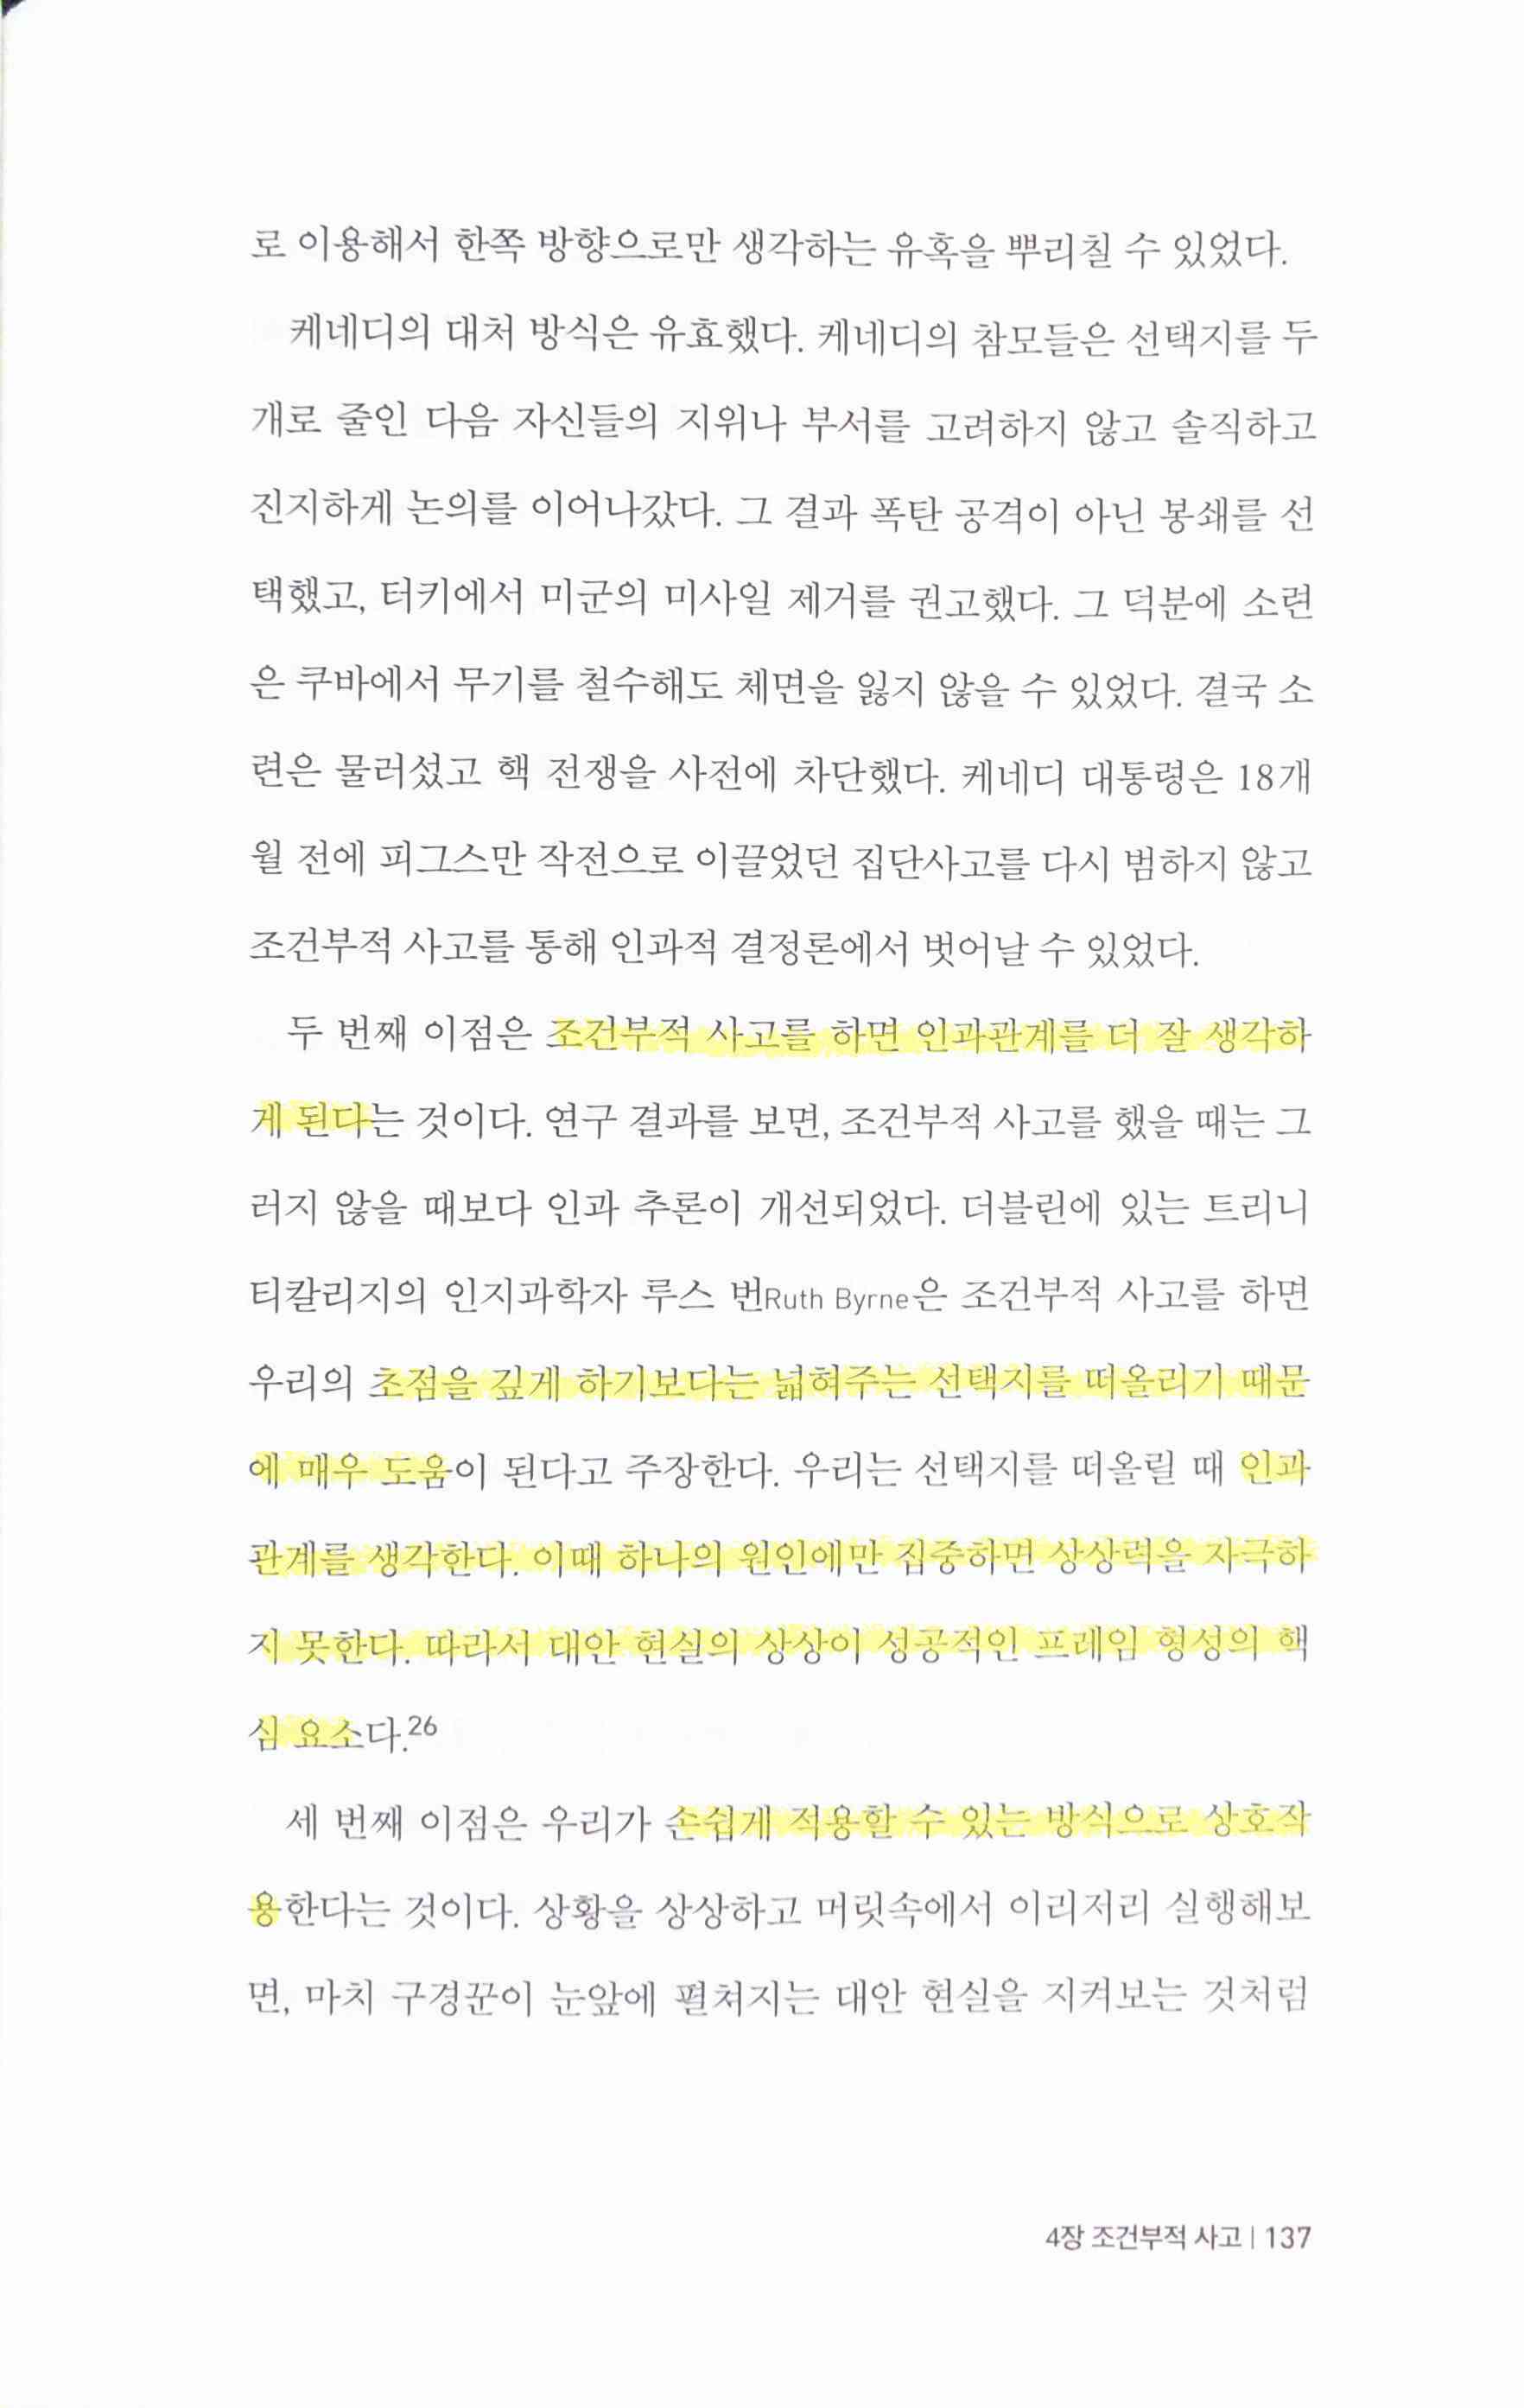 로 이용해서 한쪽 방향으로만 생각하는 유혹을 뿌리칠 수 있었다.
케네디의 대처 방식은 유효했다. 케네디의 참모들은 선택지를 두
개로 줄인 다음 자신들의 지위나 부서를 고려하지 않고 솔직하고
진지하게 논의를 이어나갔다. 그 결과 폭탄 공격이 아닌 봉쇄를 선
택했고, 터키에서 미군의 미사일 제거를 권고했다. 그 덕분에 소련
은 쿠바에서 무기를 철수해도 체면을 잃지 않을 수 있었다. 결국 소
련은 물러섰고 핵 전쟁을 사전에 차단했다. 케네디 대통령은 18개
월 전에 피그스만 작전으로 이끌었던 집단사고를 다시 범하지 않고
조건부적 사고를 통해 인과적 결정론에서 벗어날 수 있었다.
두 번째 이점은 조건부적 사고를 하면 인과관계를 더 잘 생각하
게 된다는 것이다. 연구 결과를 보면, 조건부적 사고를 했을 때는 그
러지 않을 때보다 인과 추론이 개선되었다. 더블린에 있는 트리니
티칼리지의 인지과학자 루스 번Ruth Byrne은 조건부적 사고를 하면
우리의 초점을 깊게 하기보다는 넓혀주는 선택지를 떠올리기 때문
에 매우 도움이 된다고 주장한다. 우리는 선택지를 떠올릴 때 인과
관계를 생각한다. 이때 하나의 원인에만 집중하면 상상력을 자극하
지 못한다. 따라서 대안 현실의 상상이 성공적인 프레임 형성의 핵
심 요소다.26
세 번째 이점은 우리가 손쉽게 적용할 수 있는 방식으로 상호작
용한다는 것이다. 상황을 상상하고 머릿속에서 이리저리 실행해보
면, 마치 구경꾼이 눈앞에 펼쳐지는 대안 현실을 지켜보는 것처럼
4장 조건부적 사고 | 137